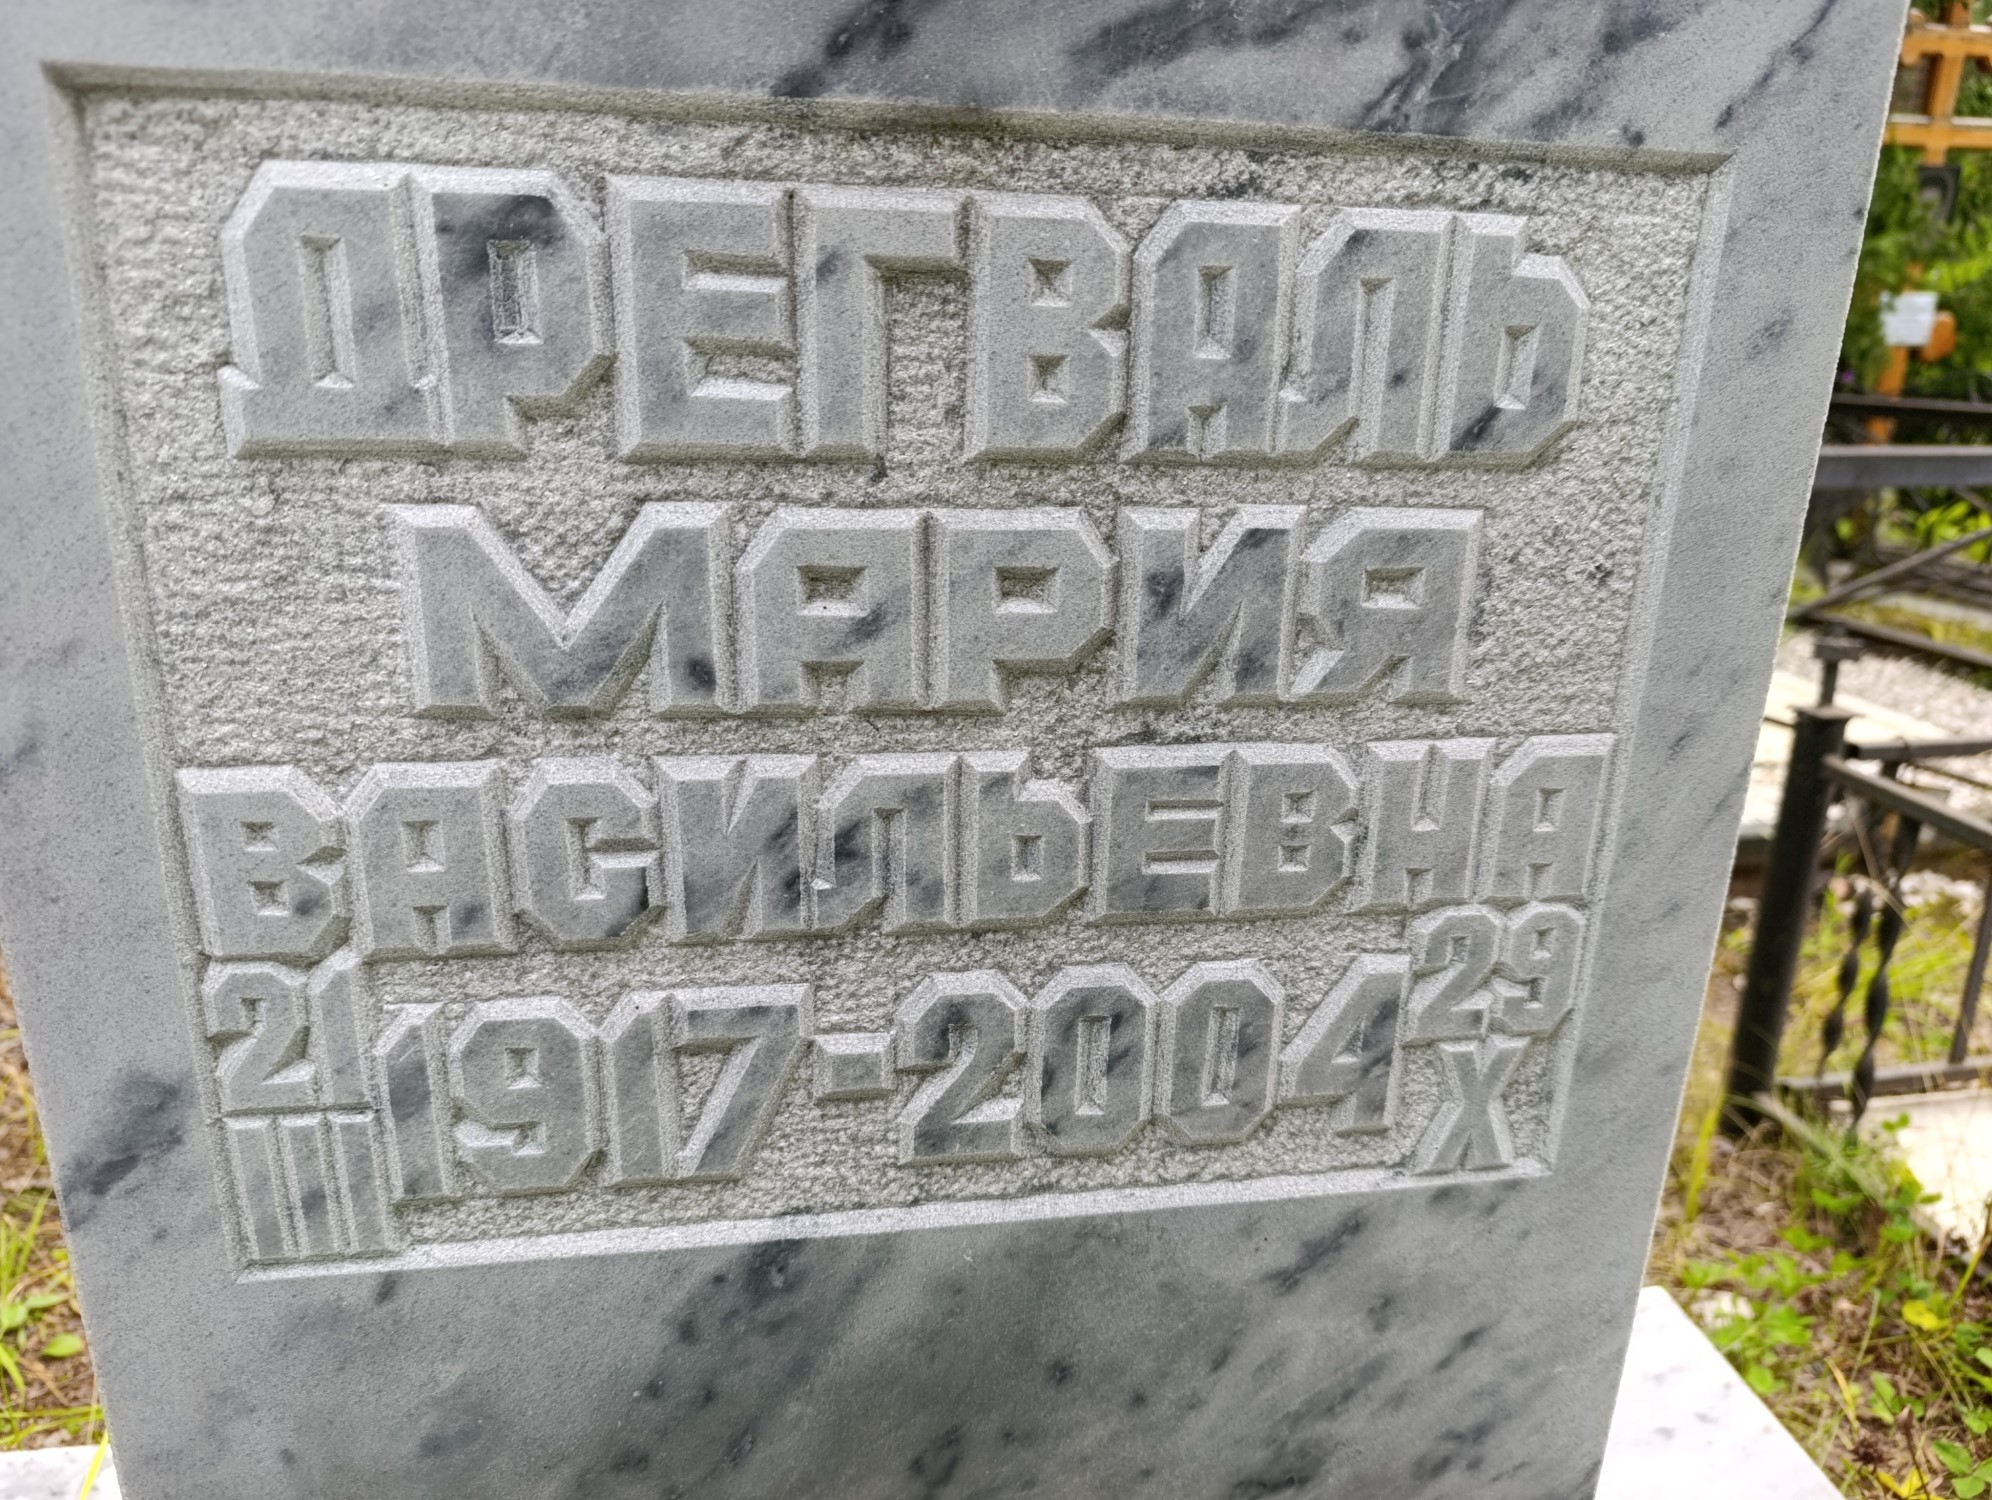 ДРЕГВАЛЬ
МАРИЯ
ВАСИЛЬЕВНА
21 III 1917-2004 29 X